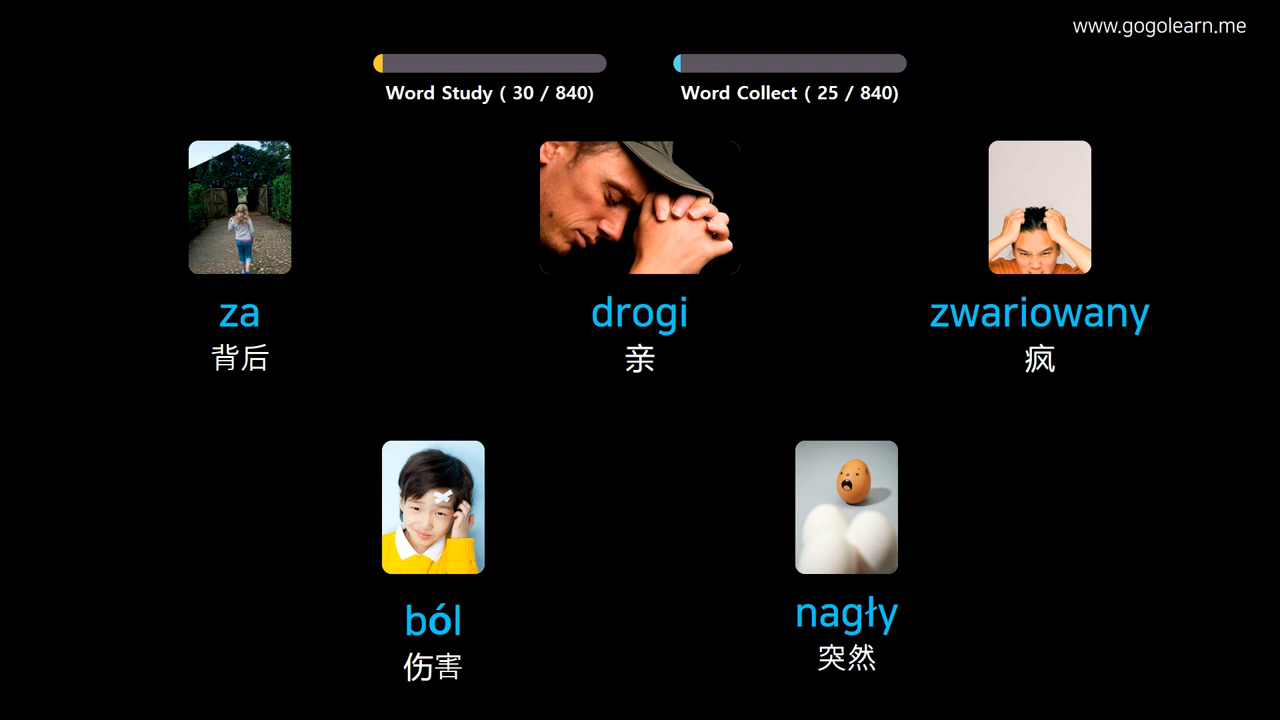 www.gogolearn.me
Word Study ( 30 / 840)
Word Collect ( 25 / 840)
za
背后
drogi
亲
zwariowany
疯
ból
伤害
nagły
突然